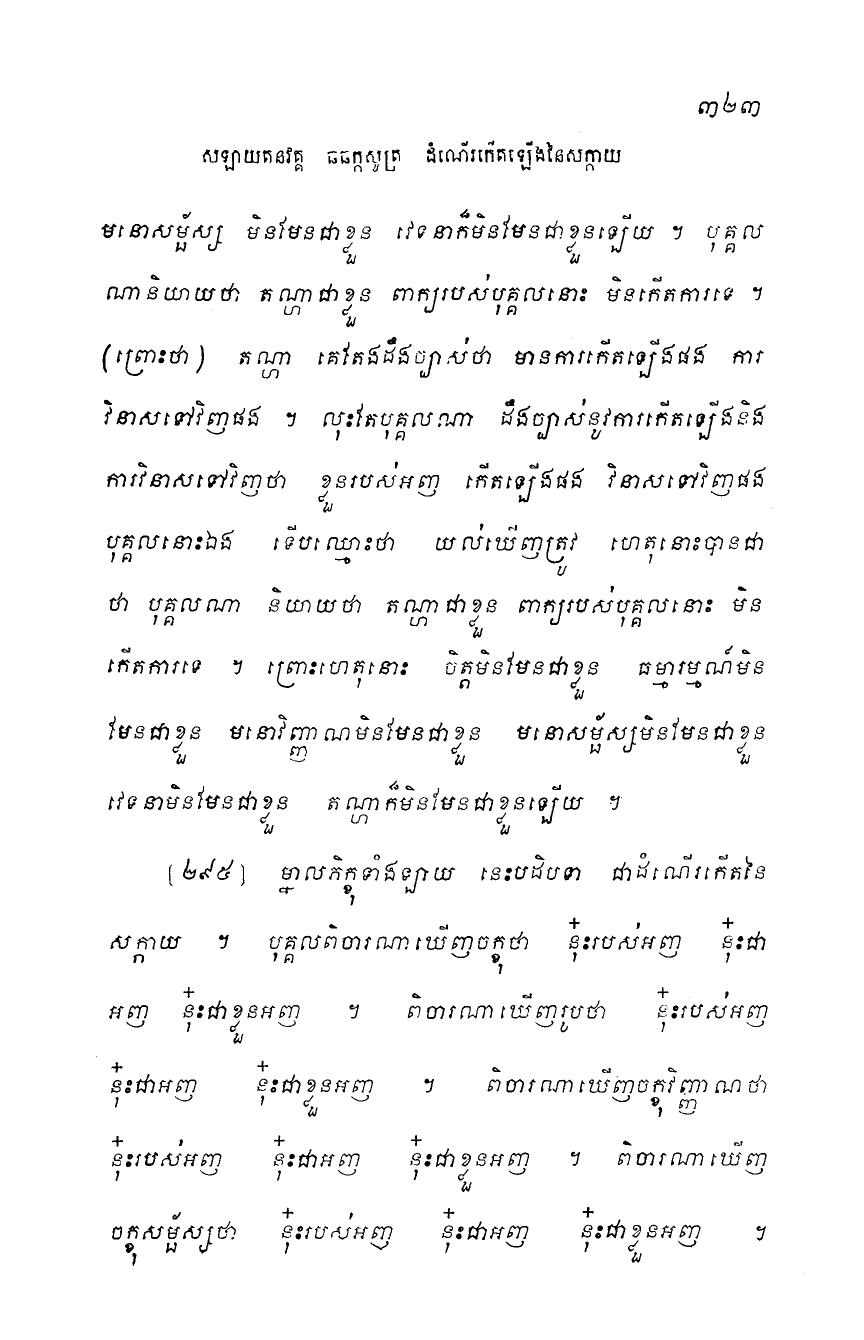 ៣២៣
សឡាយតនវគ្គ ឆឆក្កសូត្រ ដំណើរកើតឡើងនៃសក្កាយ
មនោសម្ផ័ស្ស មិនមែនជាខ្លួន វេទនាក៏មិនមែនជាខ្លួនឡើយ ។ បុគ្គល
ណានិយាយថា តណ្ហាជាខ្លួន ពាក្យរបស់បុគ្គលនោះ មិនកើតការទេ ។
(ព្រោះថា) តណ្ហា គេតែងដឹងច្បាស់ថា មានការកើតឡើងផង ការ
វិនាសទៅវិញផង ។ លុះតែបុគ្គលណា ដឹងច្បាស់នូវការកើតឡើងនិង
ការវិនាសទៅវិញថា ខ្លួនរបស់អញ កើតឡើងផង វិនាសទៅវិញផង
បុគ្គលនោះឯង ទើបឈ្មោះថា យល់ឃើញត្រូវ ហេតុនោះបានជា
ថា បុគ្គលណា និយាយថា តណ្ហាជាខ្លួន ពាក្យរបស់បុគ្គលនោះ មិន
កើតការទេ ។ ព្រោះហេតុនោះ ចិត្តមិនមែនជាខ្លួន ធម្មារម្មណ៍មិន
មែនជាខ្លួន មនោវិញ្ញាណមិនមែនជាខ្លួន មនោសម្ផ័ស្សមិនមែនជាខ្លួន
វេទនាមិនមែនជាខ្លួន តណ្ហាក៏មិនមែនជាខ្លួនឡើយ ។
[២៩៥] ម្នាលភិក្ខុទាំងឡាយ នេះបដិបទា ជាដំណើរកើតនៃ
សក្កាយ ។ បុគ្គលពិចារណាឃើញចក្ខុថា នុ៎ះរបស់អញ នុ៎ះជា
អញ នុ៎ះជាខ្លួនអញ ។ ពិចារណាឃើញរូបថា នុ៎ះរបស់អញ
នុ៎ះជាអញ នុ៎ះជាខ្លួនអញ ។ ពិចារណាឃើញចក្ខុវិញ្ញាណថា
នុ៎ះរបស់អញ នុ៎ះជាអញ នុ៎ះជាខ្លួនអញ ។ ពិចារណាឃើញ
ចក្ខុសម្ផ័ស្សថា នុ៎ះរបស់អញ នុ៎ះជាអញ នុ៎ះជាខ្លួនអញ ។